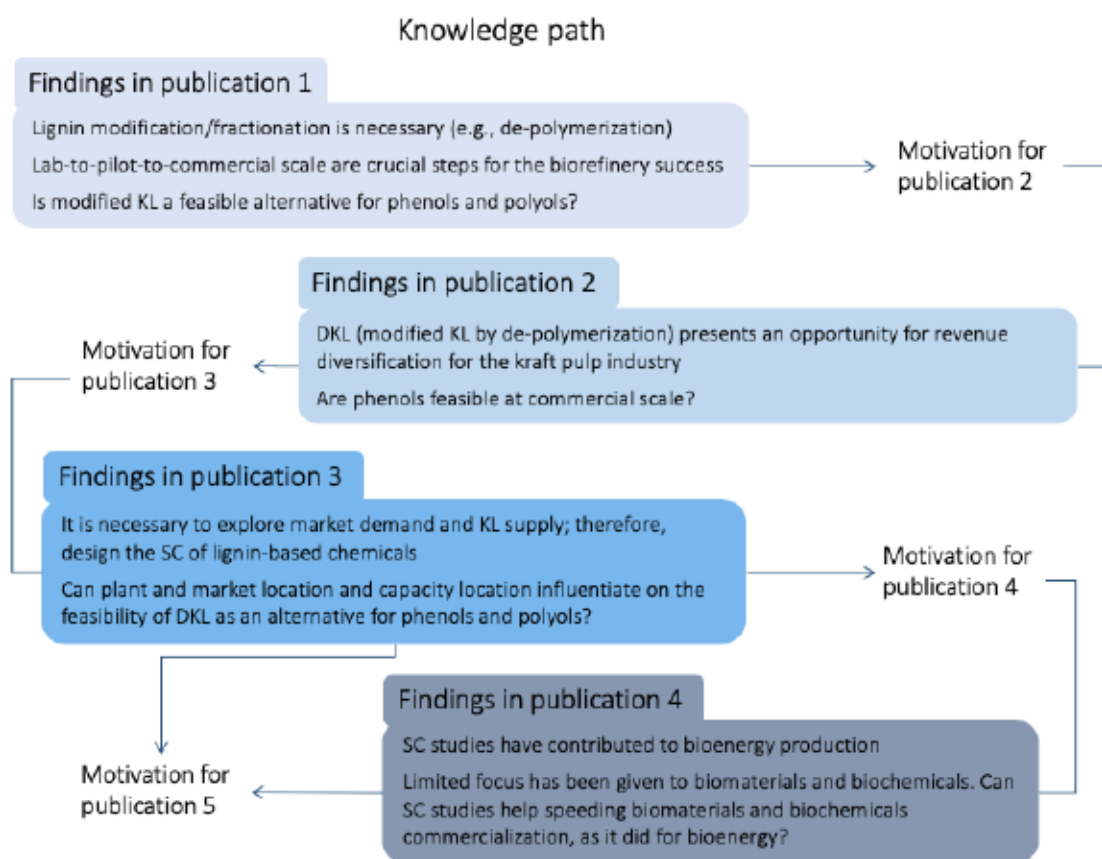 Knowledge path
Findings in publication 1
Lignin modification/fractionation is necessary (e.g., de-polymerization)
Lab-to-pilot-to-commercial scale are crucial steps for the biorefinery success
Is modified KL a feasible alternative for phenols and polyols?
Motivation for
publication 2
Findings in publication 2
DKL (modified KL by de-polymerization) presents an opportunity for revenue
diversification for the kraft pulp industry
Are phenols feasible at commercial scale?
Motivation for
publication 3
Findings in publication 3
It is necessary to explore market demand and KL supply; therefore,
design the SC of lignin-based chemicals
Can plant and market location and capacity location influentiate on the
feasibility of DKL as an alternative for phenols and polyols?
Motivation for
publication 4
Findings in publication 4
SC studies have contributed to bioenergy production
Limited focus has been given to biomaterials and biochemicals. Can
SC studies help speeding biomaterials and biochemicals
commercialization, as it did for bioenergy?
Motivation for
publication 5